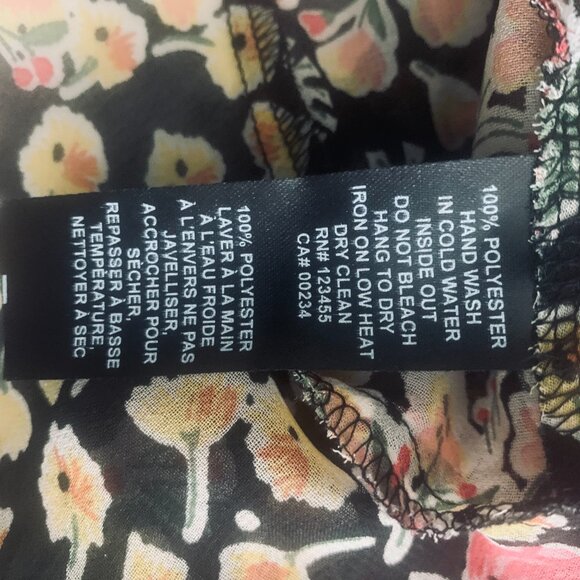 100% POLYESTER
HAND WASH
IN COLD WATER
INSIDE OUT
DO NOT BLEACH
HANG TO DRY
IRON ON LOW HEAT
DRY CLEAN
RN# 123455
CA# 00234
100% POLYESTER
LAVER À LA MAIN
À L'EAU FROIDE
À L'ENVERS NE PAS
JAVELLISER,
ACCROCHER POUR
SÉCHER,
REPASSER À BASSE
TEMPÉRATURE,
NETTOYER À SEC